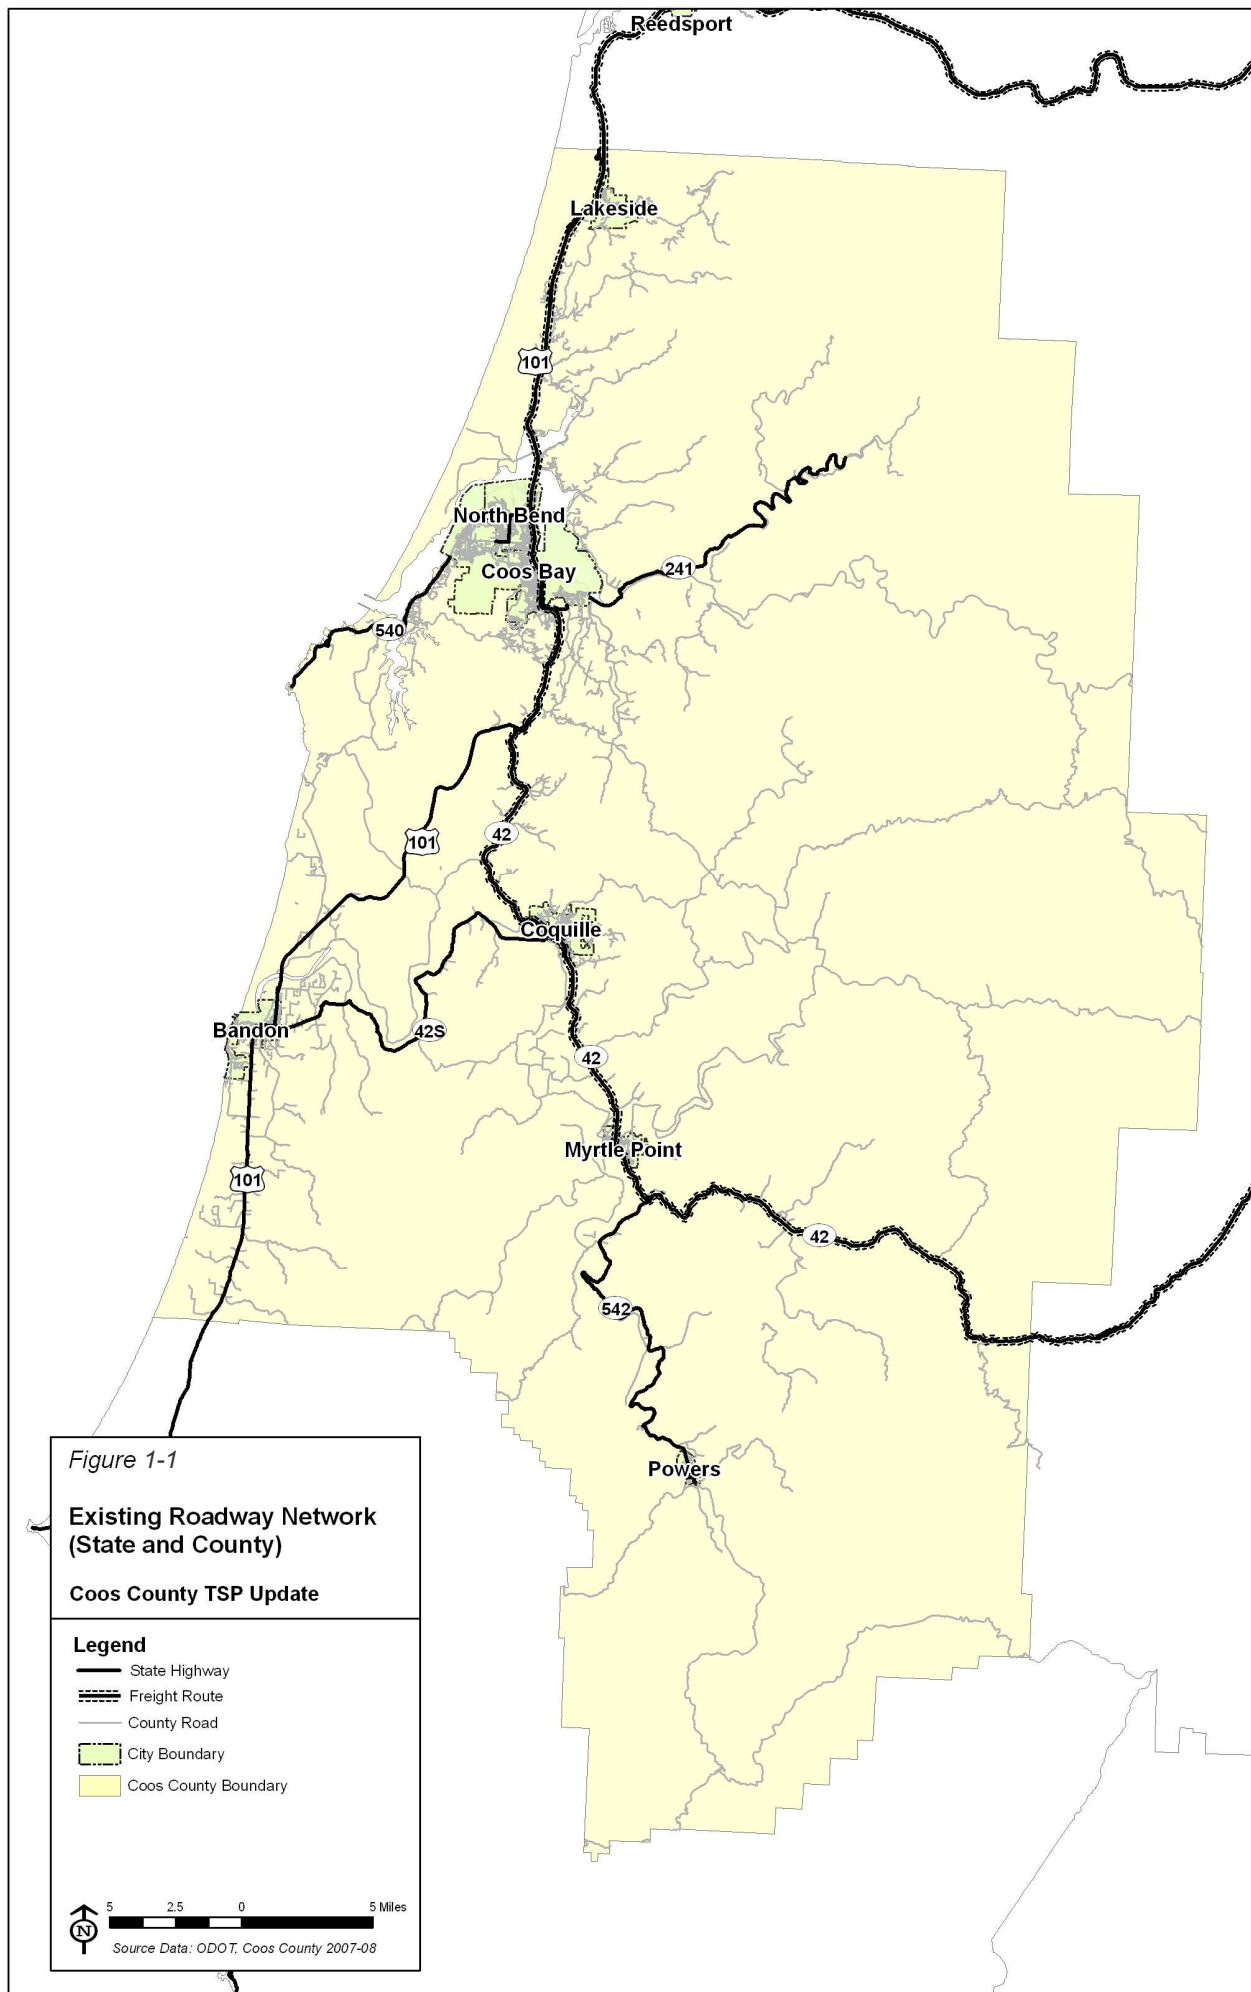 Reedsport
Lakeside
101
North Bend
Coos Bay
241
540
101
42
Coquille
Bandon
42S
42
Myrtle Point
101
42
542
Powers
Figure 1-1
Existing Roadway Network
(State and County)
Coos County TSP Update
Legend
State Highway
Freight Route
County Road
City Boundary
Coos County Boundary
5 2.5 0 5 Miles
N
Source Data: ODOT, Coos County 2007-08